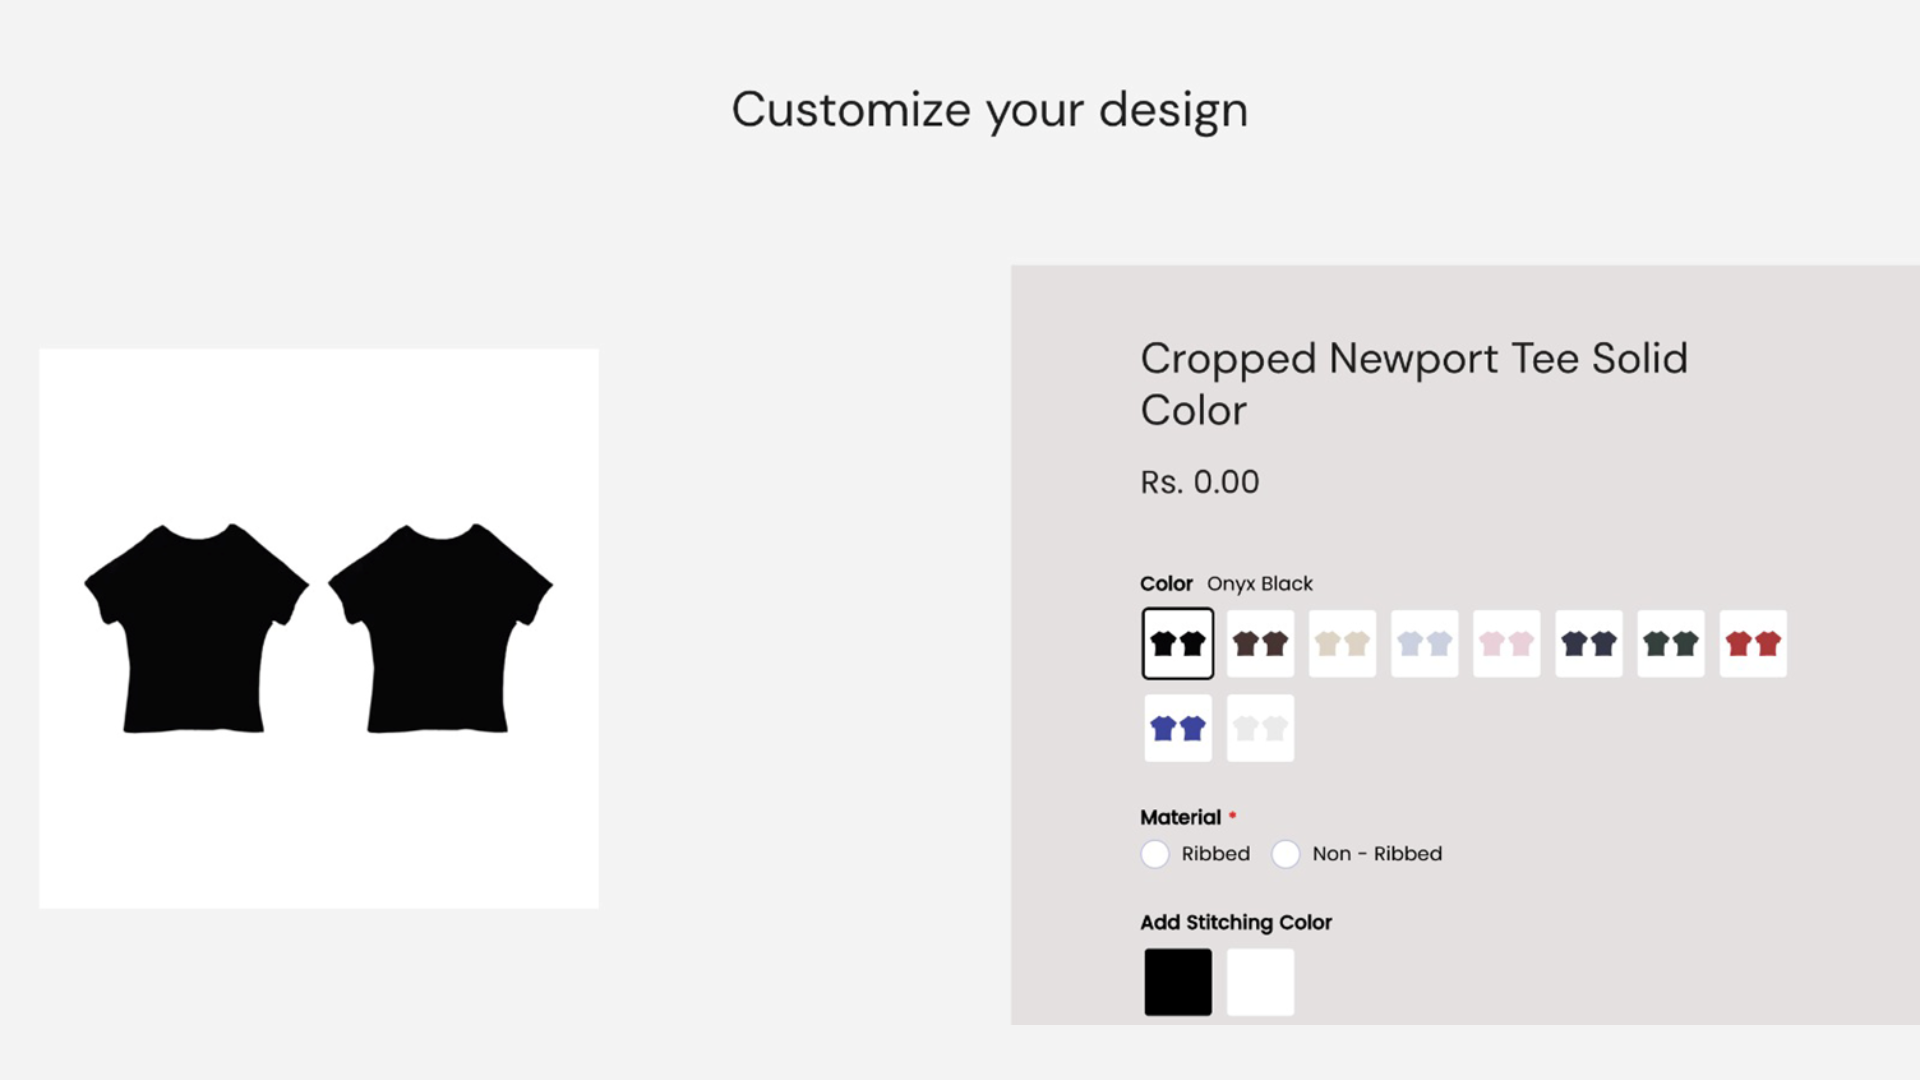 Customize your design
Cropped Newport Tee Solid
Color
Rs. 0.00
Color Onyx Black
Material *
Ribbed Non - Ribbed
Add Stitching Color